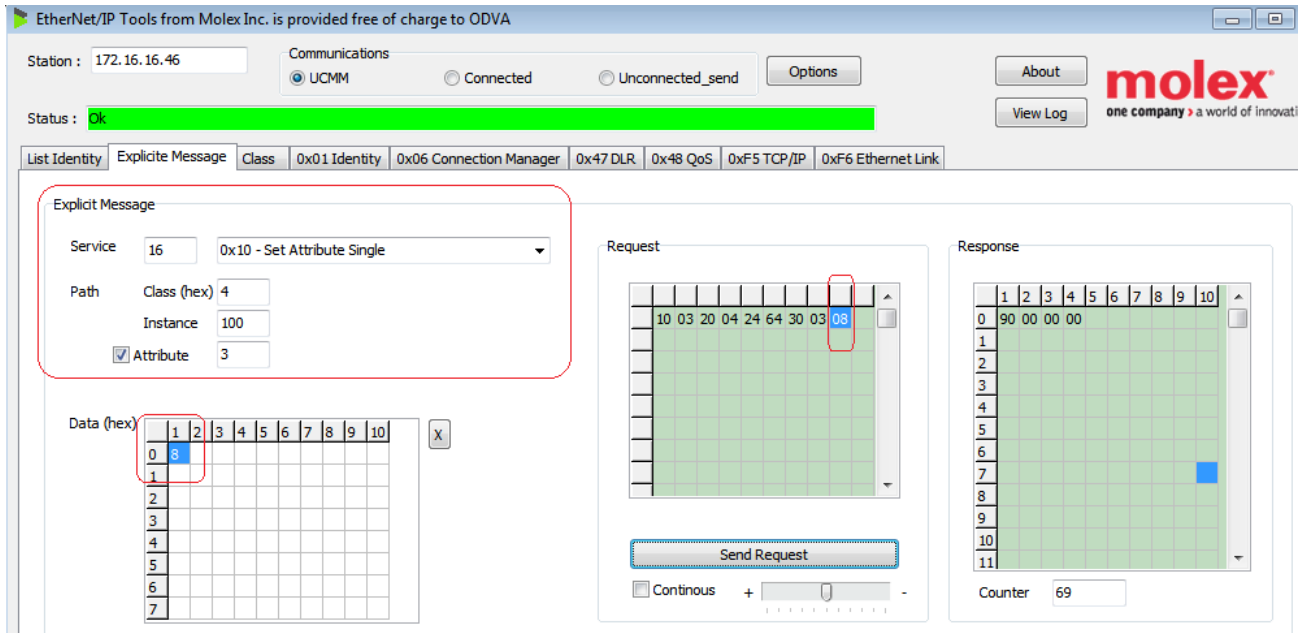 EtherNet/IP Tools from Molex Inc. is provided free of charge to ODVA
Station : 172.16.16.46
Communications
UCMM Connected Unconnected_send Options About
molex
one company > a world of innovati
View Log
Status : Ok
List Identity Explicite Message Class 0x01 Identity 0x06 Connection Manager 0x47 DLR 0x48 QoS 0xF5 TCP/IP 0xF6 Ethernet Link
Explicit Message
Service 16 0x10 - Set Attribute Single
Path Class (hex) 4
Instance 100
Attribute 3
Data (hex)
1 2 3 4 5 6 7 8 9 10
0 8
1
2
3
4
5
6
7
X
Request
10 03 20 04 24 64 30 03 08
Send Request
Continous + -
Response
1 2 3 4 5 6 7 8 9 10
0 90 00 00 00
1
2
3
4
5
6
7
8
9
10
11
Counter 69